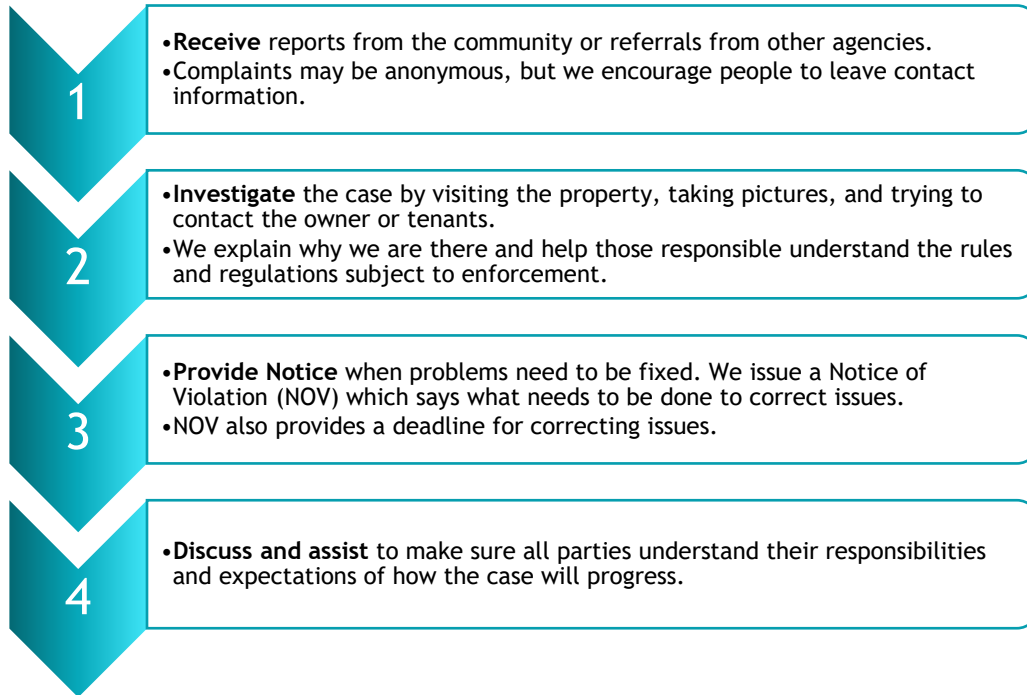 1
•Receive reports from the community or referrals from other agencies.
•Complaints may be anonymous, but we encourage people to leave contact
information.
2
•Investigate the case by visiting the property, taking pictures, and trying to
contact the owner or tenants.
•We explain why we are there and help those responsible understand the rules
and regulations subject to enforcement.
3
•Provide Notice when problems need to be fixed. We issue a Notice of
Violation (NOV) which says what needs to be done to correct issues.
•NOV also provides a deadline for correcting issues.
4
•Discuss and assist to make sure all parties understand their responsibilities
and expectations of how the case will progress.